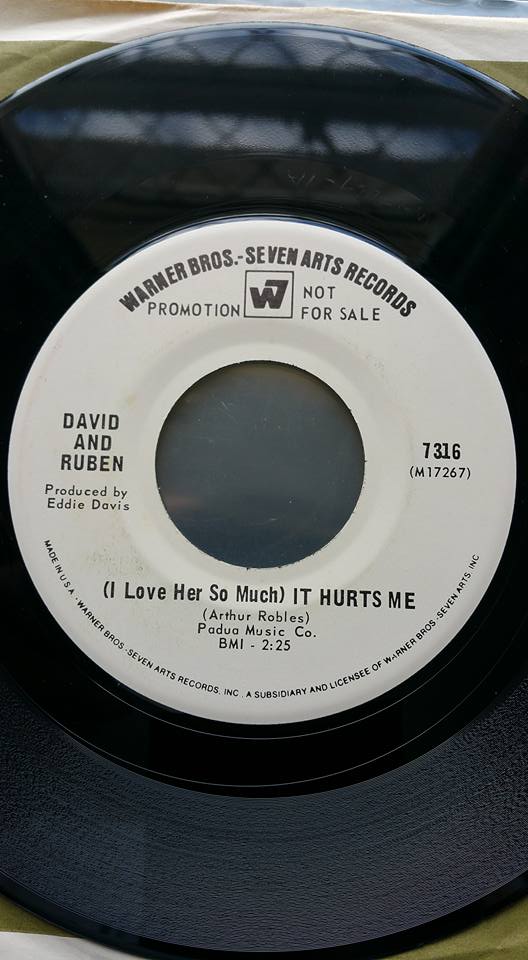 WARNER BROS.-SEVEN ARTS RECORDS
PROMOTION W7 NOT
FOR SALE
DAVID
AND
RUBEN
Produced by
Eddie Davis
7316
(M17267)
(I Love Her So Much) IT HURTS ME
(Arthur Robles)
Padua Music Co.
BMI - 2:25
MADE IN U.S.A. · WARNER BROS.-SEVEN ARTS RECORDS, INC., A SUBSIDIARY AND LICENSEE OF WARNER BROS.-SEVEN ARTS, INC